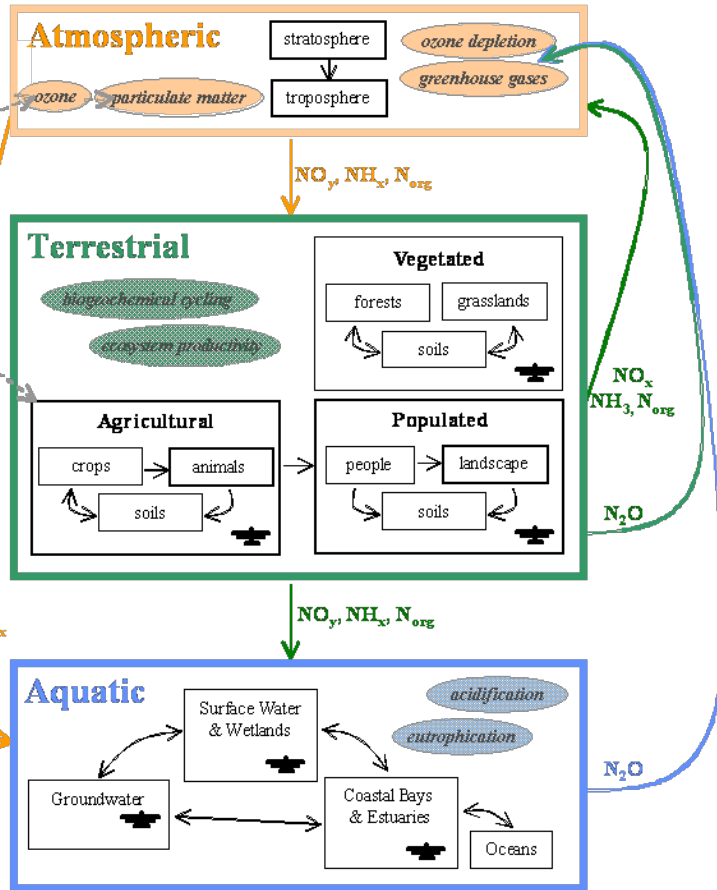 Atmospheric
stratosphere
troposphere
ozone depletion
greenhouse gases
ozone
particulate matter
NOy, NHx, Norg
Terrestrial
biogeochemical cycling
ecosystem productivity
Vegetated
forests
grasslands
soils
NOx
NH3, Norg
Agricultural
crops
animals
soils
Populated
people
landscape
soils
N2O
NOy, NHx, Norg
x
Aquatic
acidification
eutrophication
Surface Water
& Wetlands
Groundwater
Coastal Bays
& Estuaries
Oceans
N2O